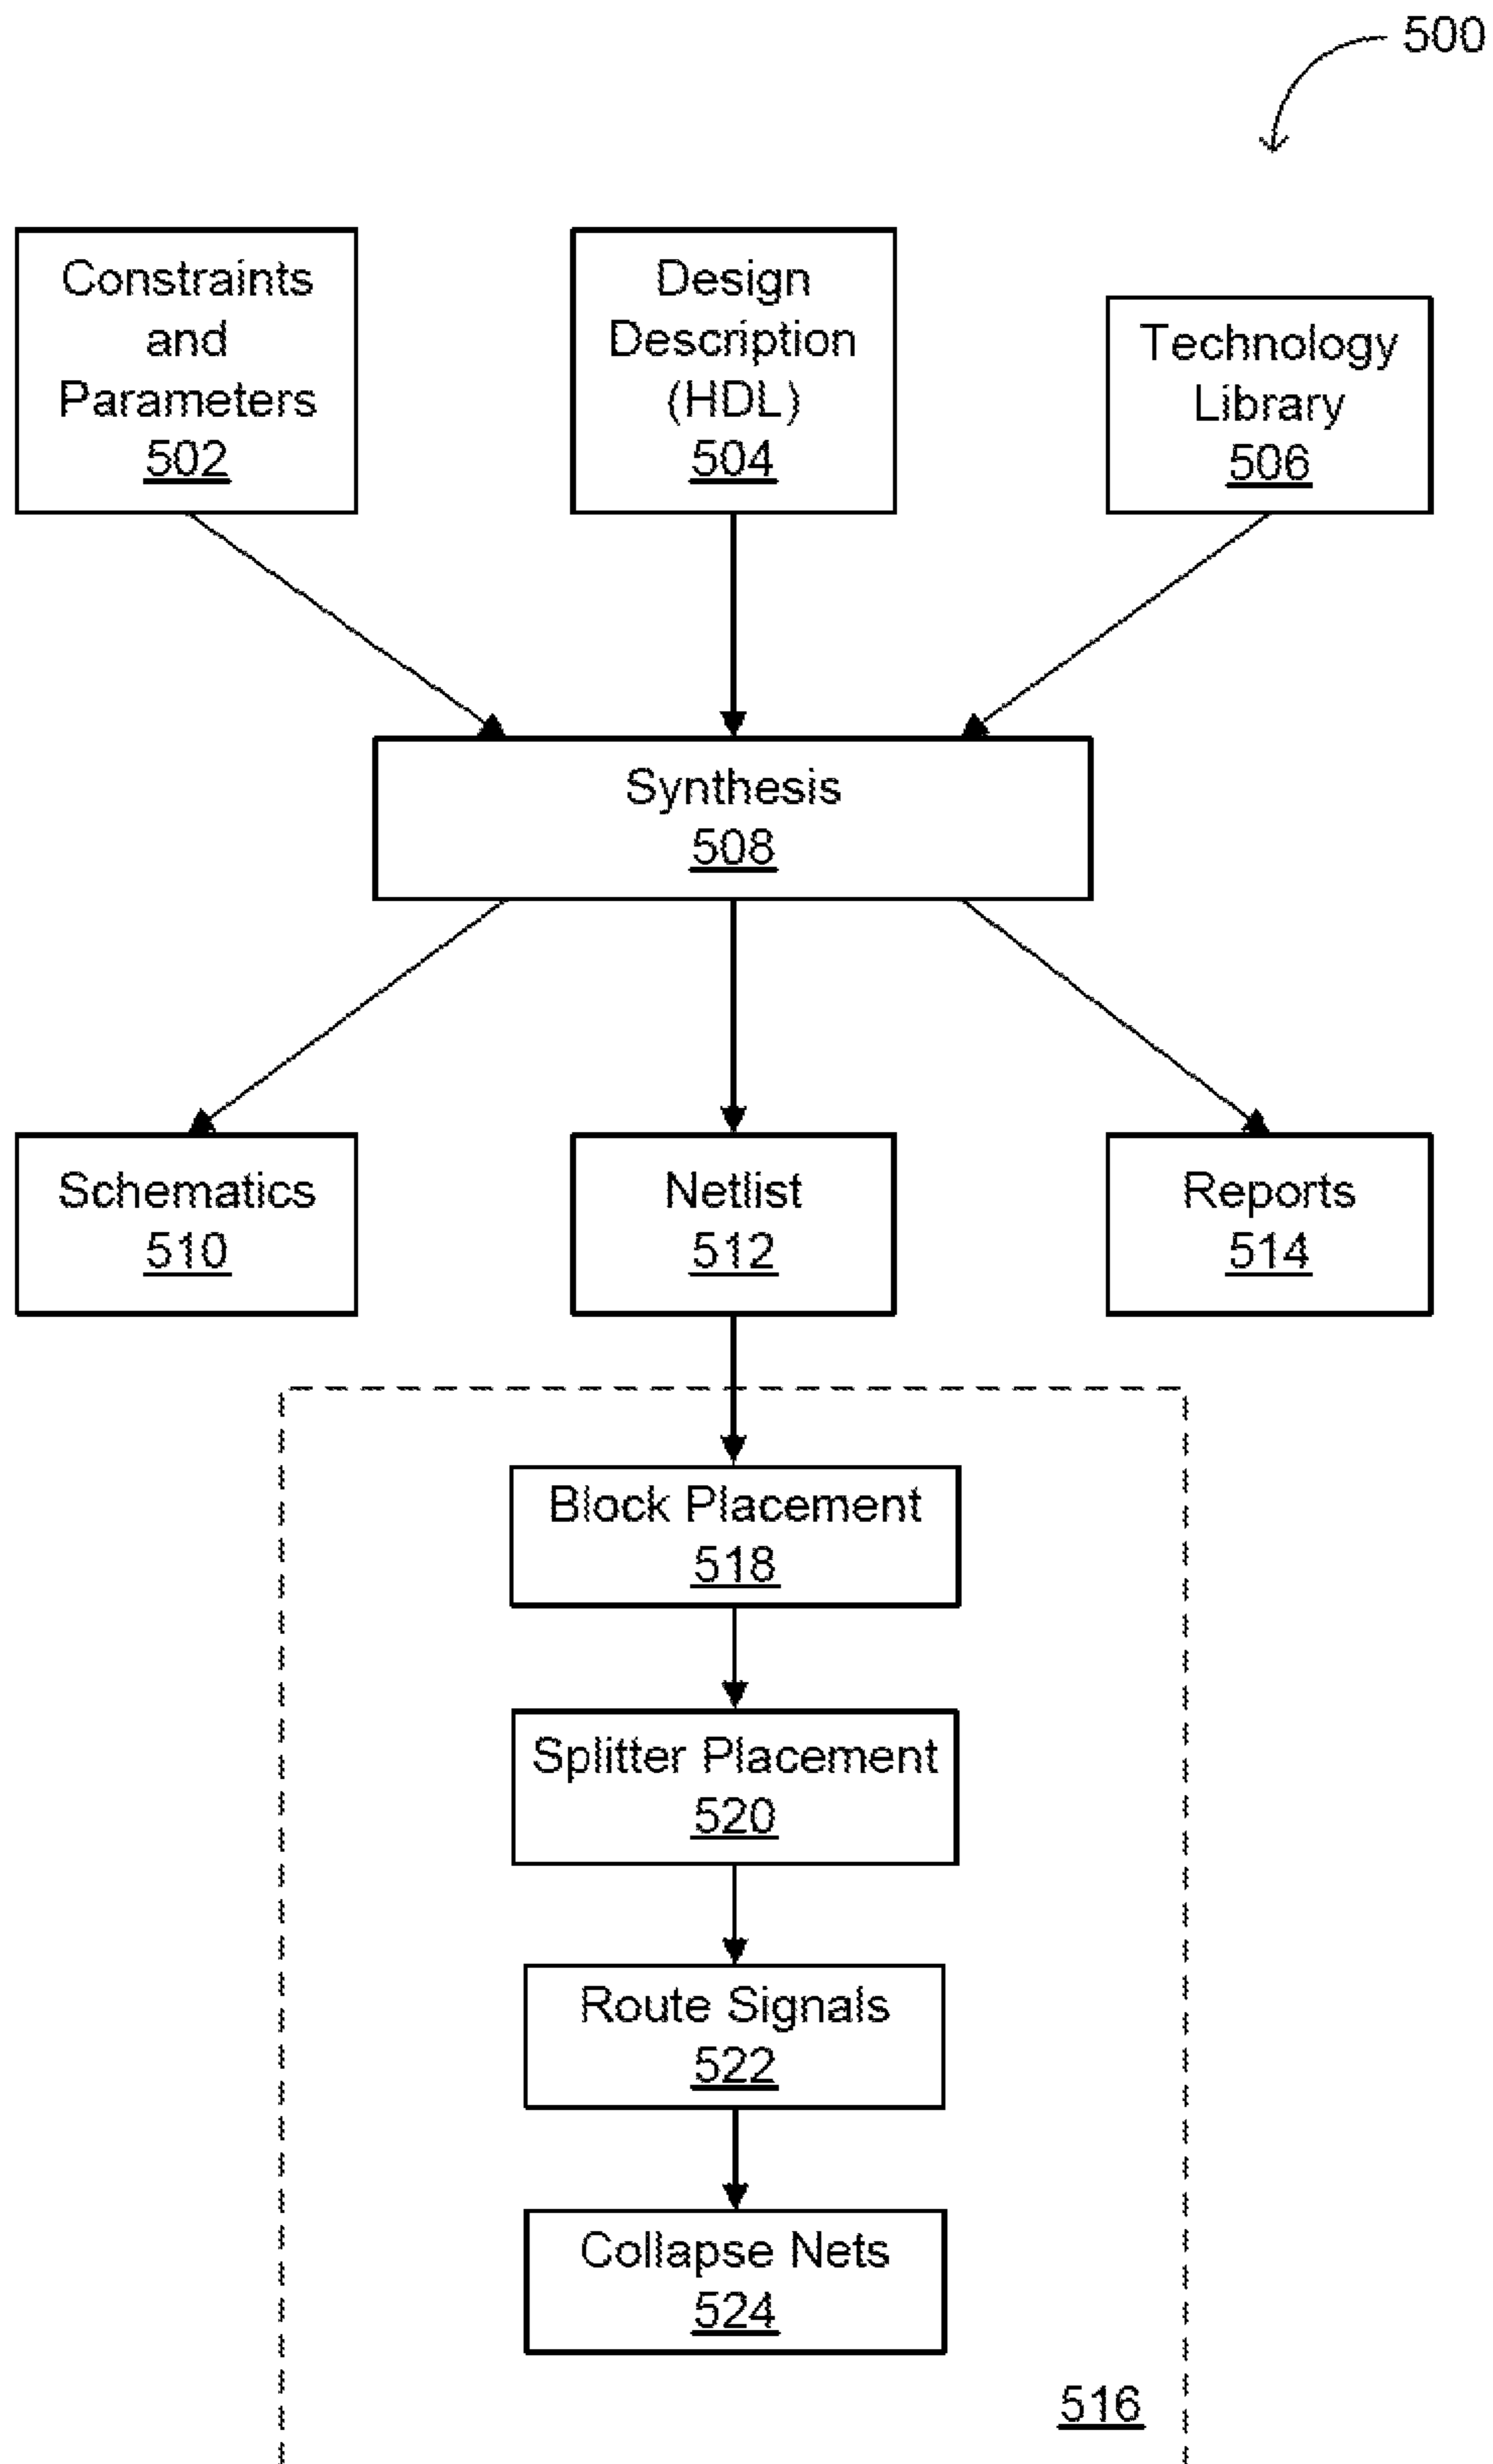 500
Constraints
and
Parameters
502
Design
Description
(HDL)
504
Technology
Library
506
Synthesis
508
Schematics
510
Netlist
512
Reports
514
Block Placement
518
Splitter Placement
520
Route Signals
522
Collapse Nets
524
516